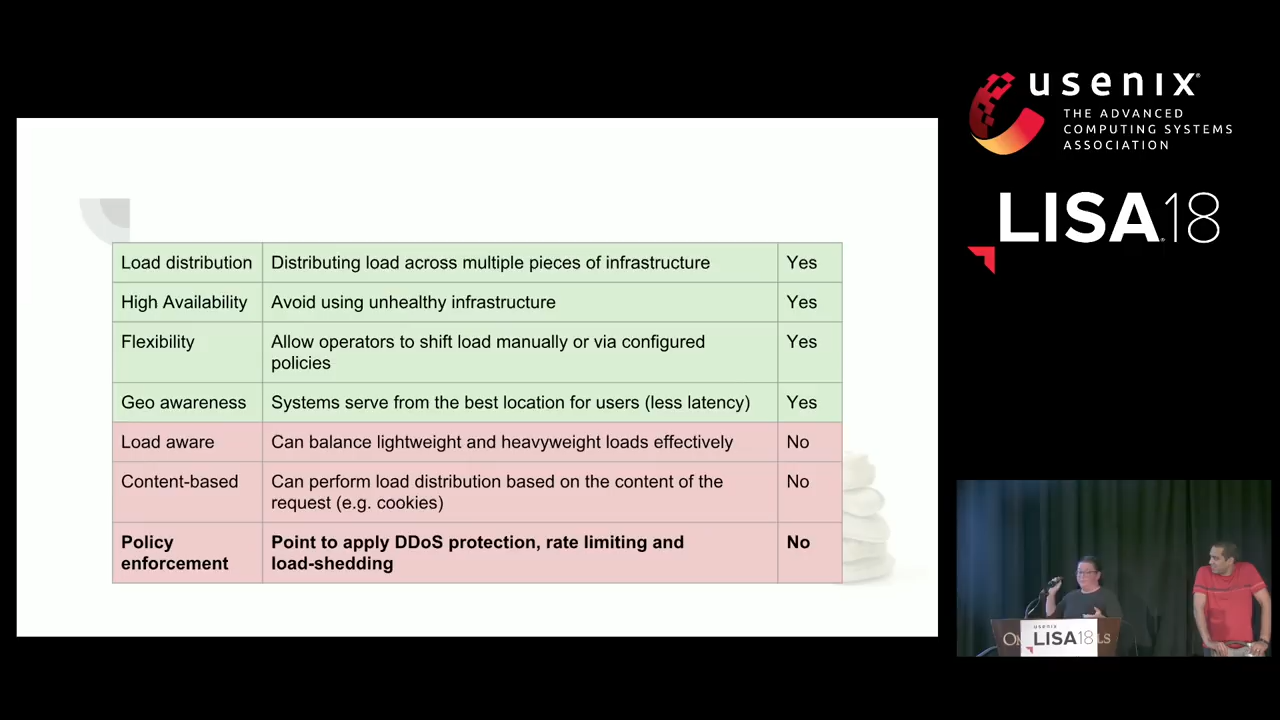 usenix
THE ADVANCED
COMPUTING SYSTEMS
ASSOCIATION
LISA18
Load distribution Distributing load across multiple pieces of infrastructure Yes
High Availability Avoid using unhealthy infrastructure Yes
Flexibility Allow operators to shift load manually or via configured Yes
policies
Geo awareness Systems serve from the best location for users (less latency) Yes
Load aware Can balance lightweight and heavyweight loads effectively No
Content-based Can perform load distribution based on the content of the No
request (e.g. cookies)
Policy Point to apply DDoS protection, rate limiting and No
enforcement load-shedding
usenix
LISA18